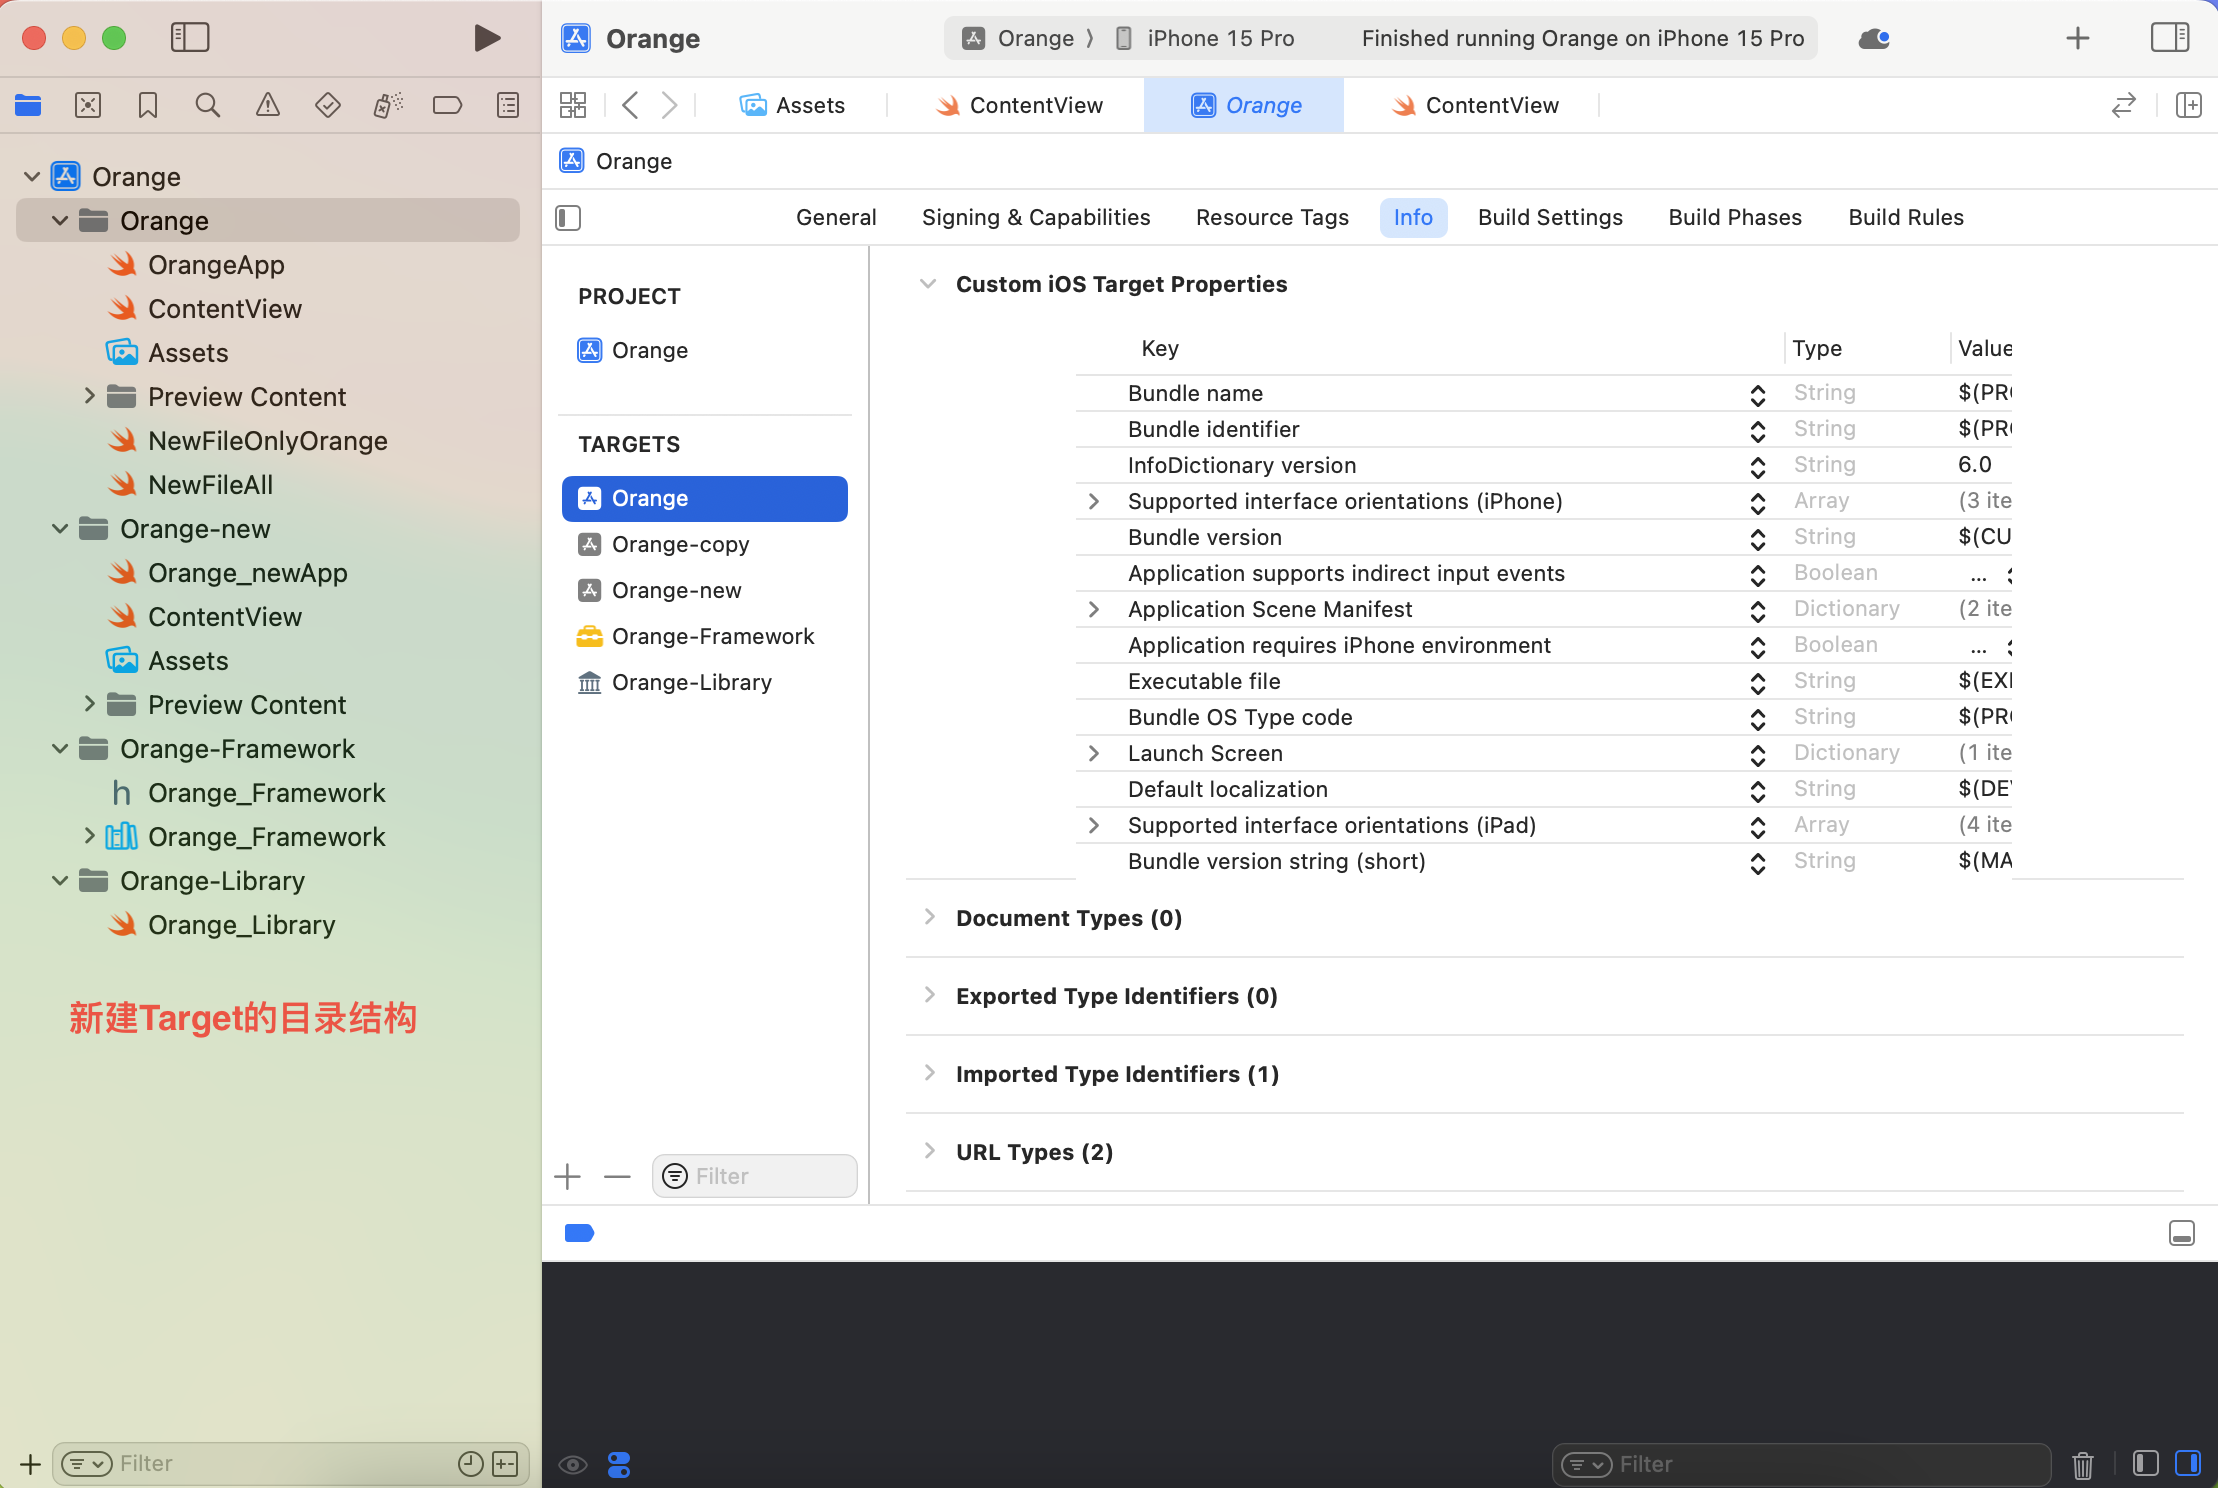 Orange
Orange 〉 iPhone 15 Pro
Finished running Orange on iPhone 15 Pro
Assets
ContentView
Orange
ContentView
Orange
Orange
Orange
OrangeApp
ContentView
Assets
Preview Content
NewFileOnlyOrange
NewFileAll
Orange-new
Orange_newApp
ContentView
Assets
Preview Content
Orange-Framework
Orange_Framework
Orange_Framework
Orange-Library
Orange_Library
新建Target的目录结构
Filter
General
Signing & Capabilities
Resource Tags
Info
Build Settings
Build Phases
Build Rules
PROJECT
Orange
TARGETS
Orange
Orange-copy
Orange-new
Orange-Framework
Orange-Library
Filter
Custom iOS Target Properties
Key Type Value
Bundle name String $(PR
Bundle identifier String $(PR
InfoDictionary version String 6.0
Supported interface orientations (iPhone) Array (3 ite
Bundle version String $(CU
Application supports indirect input events Boolean ...
Application Scene Manifest Dictionary (2 ite
Application requires iPhone environment Boolean ...
Executable file String $(EX
Bundle OS Type code String $(PR
Launch Screen Dictionary (1 ite
Default localization String $(DE
Supported interface orientations (iPad) Array (4 ite
Bundle version string (short) String $(MA
Document Types (0)
Exported Type Identifiers (0)
Imported Type Identifiers (1)
URL Types (2)
Filter